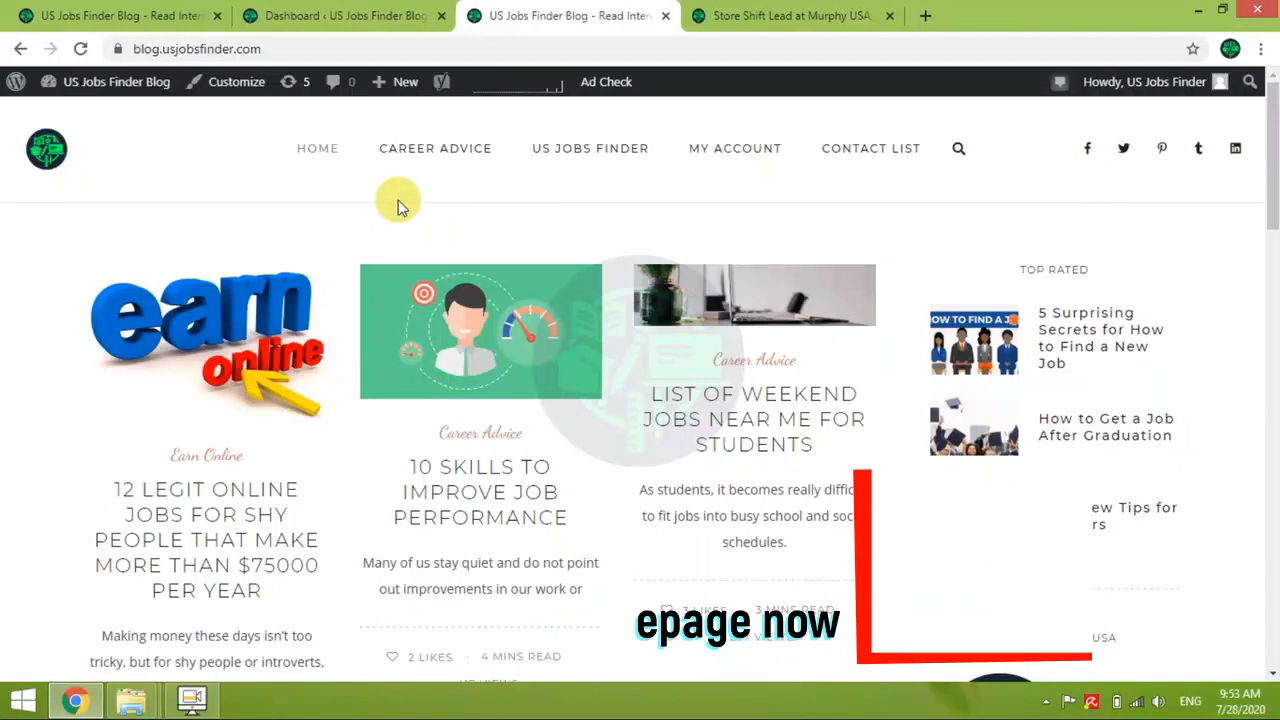 US Jobs Finder Blog - Read Inter
Dashboard ‹ US Jobs Finder Blog
US Jobs Finder Blog - Read Inter
Store Shift Lead at Murphy USA,
blog.usjobsfinder.com
US Jobs Finder Blog
Customize
5
0
New
Ad Check
Howdy, US Jobs Finder
HOME
CAREER ADVICE
US JOBS FINDER
MY ACCOUNT
CONTACT LIST
earn
online
Earn Online
12 LEGIT ONLINE
JOBS FOR SHY
PEOPLE THAT MAKE
MORE THAN $75000
PER YEAR
Making money these days isn't too
tricky, but for shy people or introverts,
Career Advice
10 SKILLS TO
IMPROVE JOB
PERFORMANCE
Many of us stay quiet and do not point
out improvements in our work or
2 LIKES · 4 MINS READ
Career Advice
LIST OF WEEKEND
JOBS NEAR ME FOR
STUDENTS
As students, it becomes really diffic
to fit jobs into busy school and soc
schedules.
3 MINS READ
epage now
TOP RATED
OW TO FIND A J
5 Surprising
Secrets for How
to Find a New
Job
How to Get a Job
After Graduation
ew Tips for
rs
USA
ENG
9:53 AM
7/28/2020